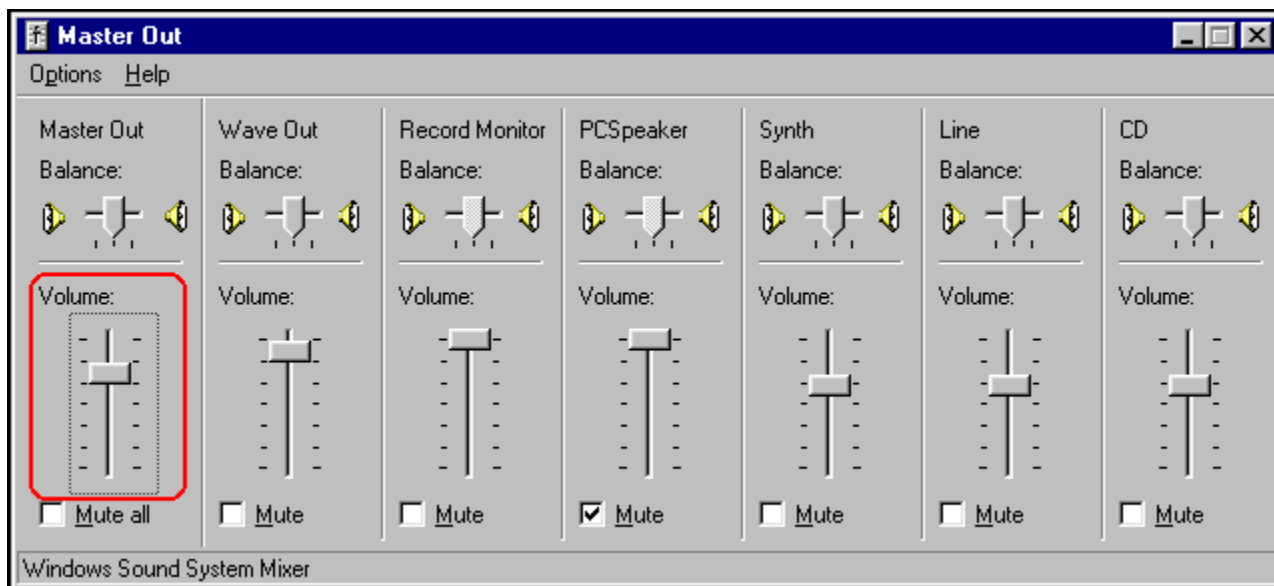 Master Out
Options Help
Master Out Wave Out Record Monitor PCSpeaker Synth Line CD
Balance: Balance: Balance: Balance: Balance: Balance: Balance:
Volume: Volume: Volume: Volume: Volume: Volume: Volume:
Mute all Mute Mute Mute Mute Mute Mute
Windows Sound System Mixer